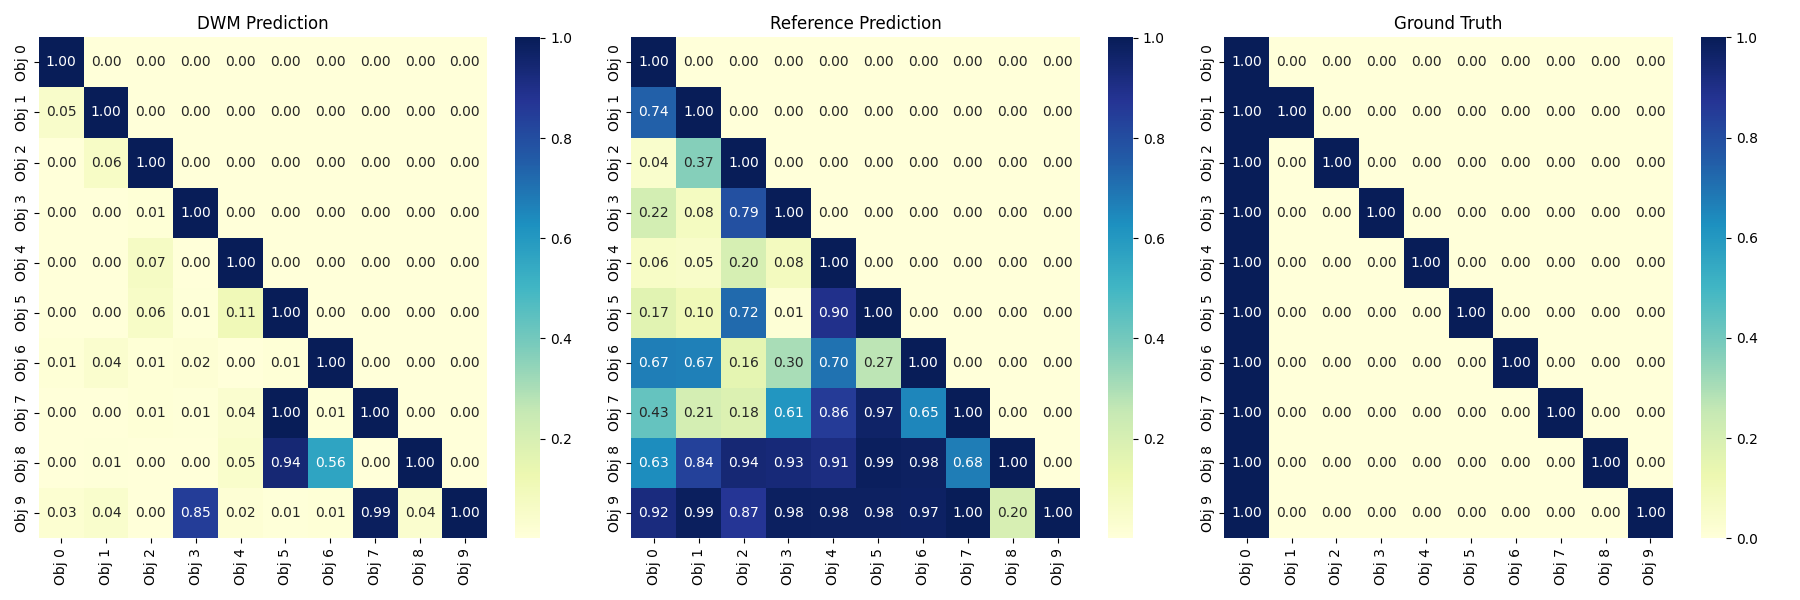 DWM Prediction
Obj 0 1.00 0.00 0.00 0.00 0.00 0.00 0.00 0.00 0.00 0.00
Obj 1 0.05 1.00 0.00 0.00 0.00 0.00 0.00 0.00 0.00 0.00
Obj 2 0.00 0.06 1.00 0.00 0.00 0.00 0.00 0.00 0.00 0.00
Obj 3 0.00 0.00 0.01 1.00 0.00 0.00 0.00 0.00 0.00 0.00
Obj 4 0.00 0.00 0.07 0.00 1.00 0.00 0.00 0.00 0.00 0.00
Obj 5 0.00 0.00 0.06 0.01 0.11 1.00 0.00 0.00 0.00 0.00
Obj 6 0.01 0.04 0.01 0.02 0.00 0.01 1.00 0.00 0.00 0.00
Obj 7 0.00 0.00 0.01 0.01 0.04 1.00 0.01 1.00 0.00 0.00
Obj 8 0.00 0.01 0.00 0.00 0.05 0.94 0.56 0.00 1.00 0.00
Obj 9 0.03 0.04 0.00 0.85 0.02 0.01 0.01 0.99 0.04 1.00
Obj 0 Obj 1 Obj 2 Obj 3 Obj 4 Obj 5 Obj 6 Obj 7 Obj 8 Obj 9
1.0
0.8
0.6
0.4
0.2
Reference Prediction
Obj 0 1.00 0.00 0.00 0.00 0.00 0.00 0.00 0.00 0.00 0.00
Obj 1 0.74 1.00 0.00 0.00 0.00 0.00 0.00 0.00 0.00 0.00
Obj 2 0.04 0.37 1.00 0.00 0.00 0.00 0.00 0.00 0.00 0.00
Obj 3 0.22 0.08 0.79 1.00 0.00 0.00 0.00 0.00 0.00 0.00
Obj 4 0.06 0.05 0.20 0.08 1.00 0.00 0.00 0.00 0.00 0.00
Obj 5 0.17 0.10 0.72 0.01 0.90 1.00 0.00 0.00 0.00 0.00
Obj 6 0.67 0.67 0.16 0.30 0.70 0.27 1.00 0.00 0.00 0.00
Obj 7 0.43 0.21 0.18 0.61 0.86 0.97 0.65 1.00 0.00 0.00
Obj 8 0.63 0.84 0.94 0.93 0.91 0.99 0.98 0.68 1.00 0.00
Obj 9 0.92 0.99 0.87 0.98 0.98 0.98 0.97 1.00 0.20 1.00
Obj 0 Obj 1 Obj 2 Obj 3 Obj 4 Obj 5 Obj 6 Obj 7 Obj 8 Obj 9
1.0
0.8
0.6
0.4
0.2
Ground Truth
Obj 0 1.00 0.00 0.00 0.00 0.00 0.00 0.00 0.00 0.00 0.00
Obj 1 1.00 1.00 0.00 0.00 0.00 0.00 0.00 0.00 0.00 0.00
Obj 2 1.00 0.00 1.00 0.00 0.00 0.00 0.00 0.00 0.00 0.00
Obj 3 1.00 0.00 0.00 1.00 0.00 0.00 0.00 0.00 0.00 0.00
Obj 4 1.00 0.00 0.00 0.00 1.00 0.00 0.00 0.00 0.00 0.00
Obj 5 1.00 0.00 0.00 0.00 0.00 1.00 0.00 0.00 0.00 0.00
Obj 6 1.00 0.00 0.00 0.00 0.00 0.00 1.00 0.00 0.00 0.00
Obj 7 1.00 0.00 0.00 0.00 0.00 0.00 0.00 1.00 0.00 0.00
Obj 8 1.00 0.00 0.00 0.00 0.00 0.00 0.00 0.00 1.00 0.00
Obj 9 1.00 0.00 0.00 0.00 0.00 0.00 0.00 0.00 0.00 1.00
Obj 0 Obj 1 Obj 2 Obj 3 Obj 4 Obj 5 Obj 6 Obj 7 Obj 8 Obj 9
1.0
0.8
0.6
0.4
0.2
0.0